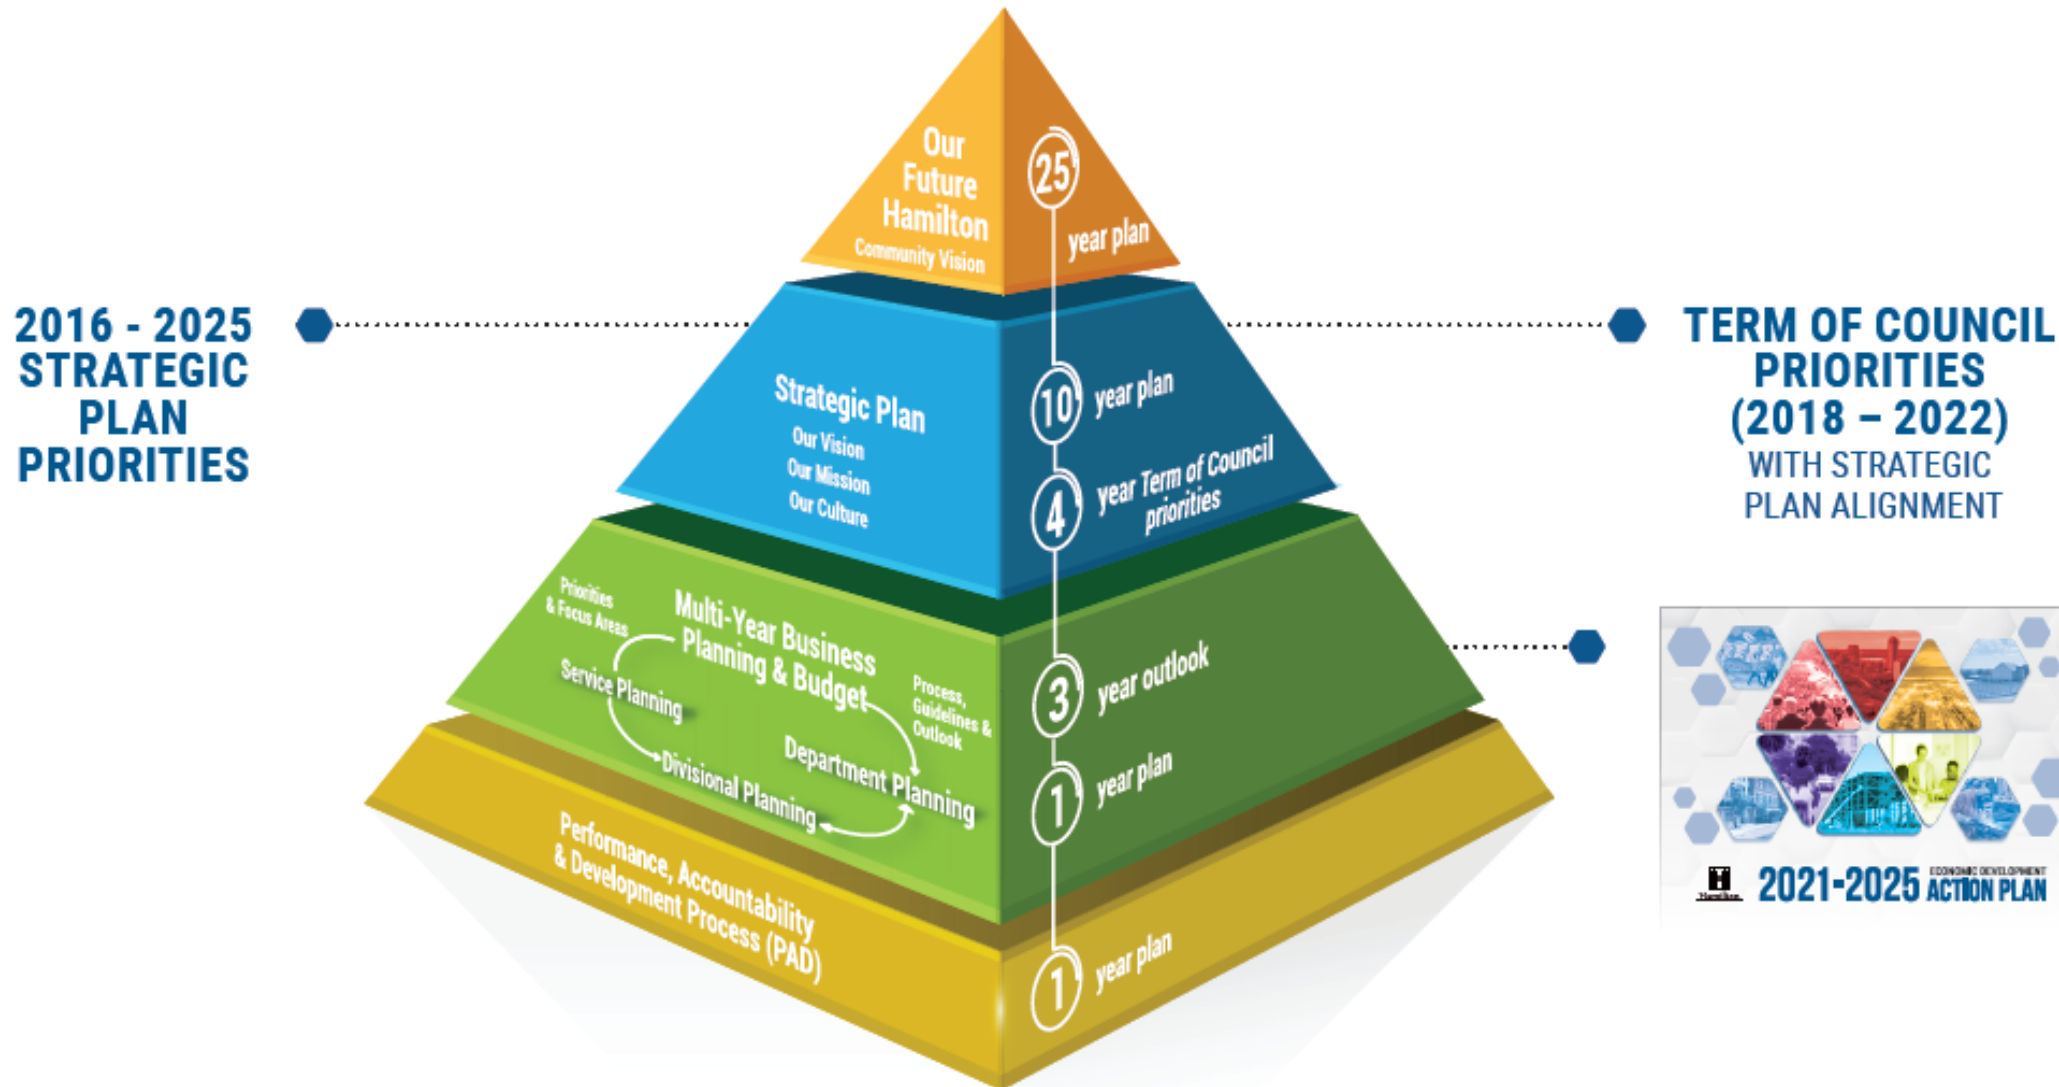 2016 - 2025
STRATEGIC
PLAN
PRIORITIES
Our
Future
Hamilton
Community Vision
25
year plan
Strategic Plan
Our Vision
Our Mission
Our Culture
10
year plan
4
year Term of Council
priorities
Priorities
& Focus Areas
Multi-Year Business
Planning & Budget
Service Planning
Process,
Guidelines &
Outlook
Department Planning
Divisional Planning
3
year outlook
1
year plan
Performance, Accountability
& Development Process (PAD)
1
year plan
TERM OF COUNCIL
PRIORITIES
(2018 – 2022)
WITH STRATEGIC
PLAN ALIGNMENT
Hamilton
2021-2025
ECONOMIC DEVELOPMENT
ACTION PLAN